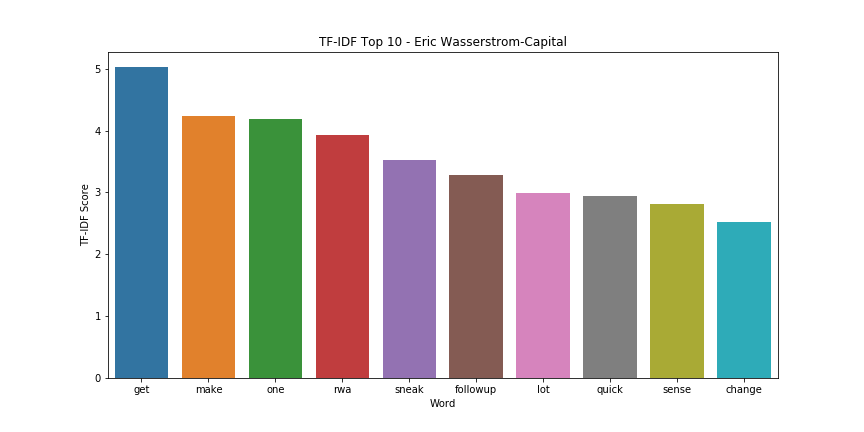 TF-IDF Top 10 - Eric Wasserstrom-Capital
TF-IDF Score
5
4
3
2
1
0
get make one rwa sneak followup lot quick sense change
Word